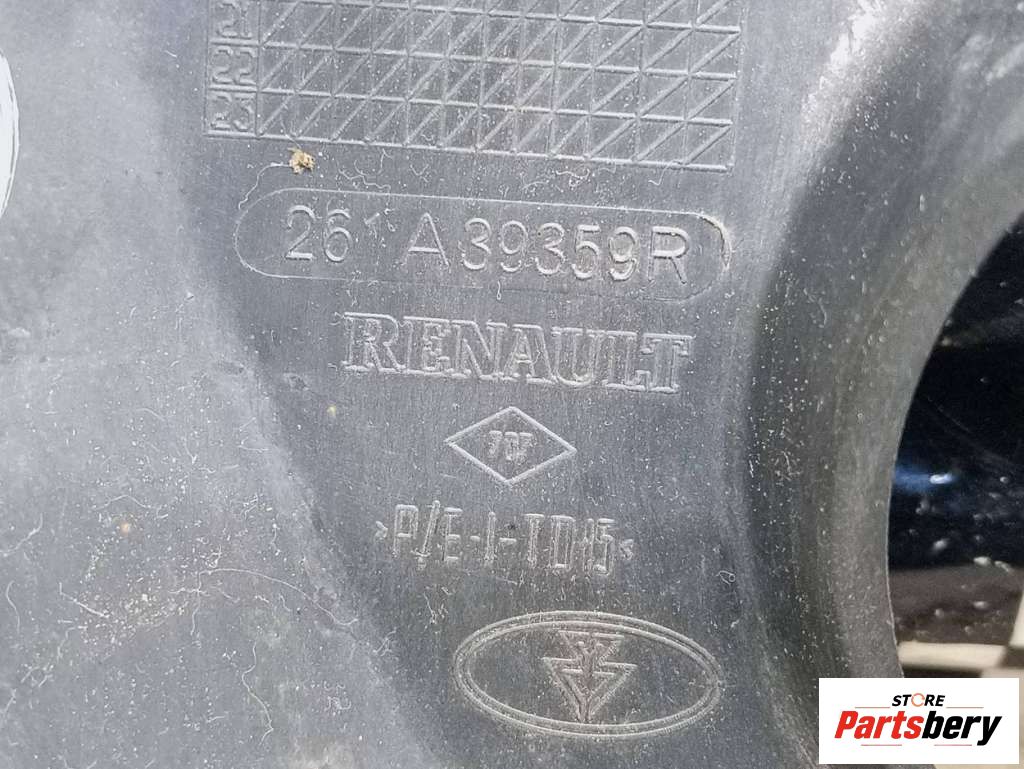 21
22
23
261A39359R
RENAULT
>P/E-I-TD15<
STORE
Partsbery